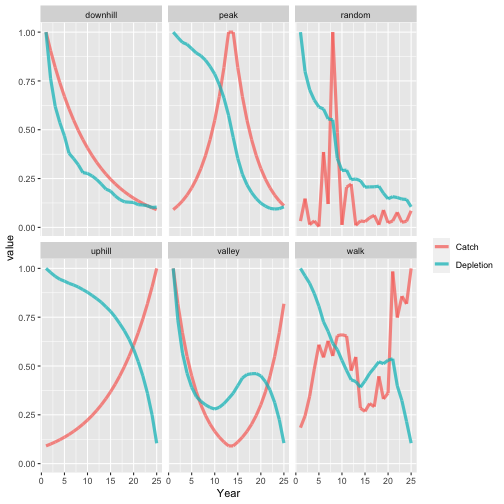 downhill peak random
value
1.00
0.75
0.50
0.25
0.00
uphill valley walk
1.00
0.75
0.50
0.25
0.00
0 5 10 15 20 25 0 5 10 15 20 25 0 5 10 15 20 25
Year
Catch
Depletion